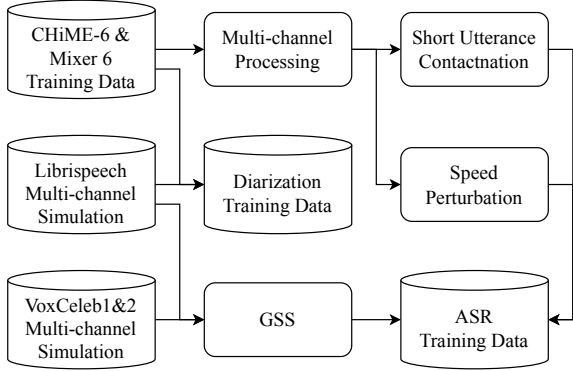 CHiME-6 &
Mixer 6
Training Data
Multi-channel
Processing
Short Utterance
Contactnation
Librispeech
Multi-channel
Simulation
Diarization
Training Data
Speed
Perturbation
VoxCeleb1&2
Multi-channel
Simulation
GSS
ASR
Training Data